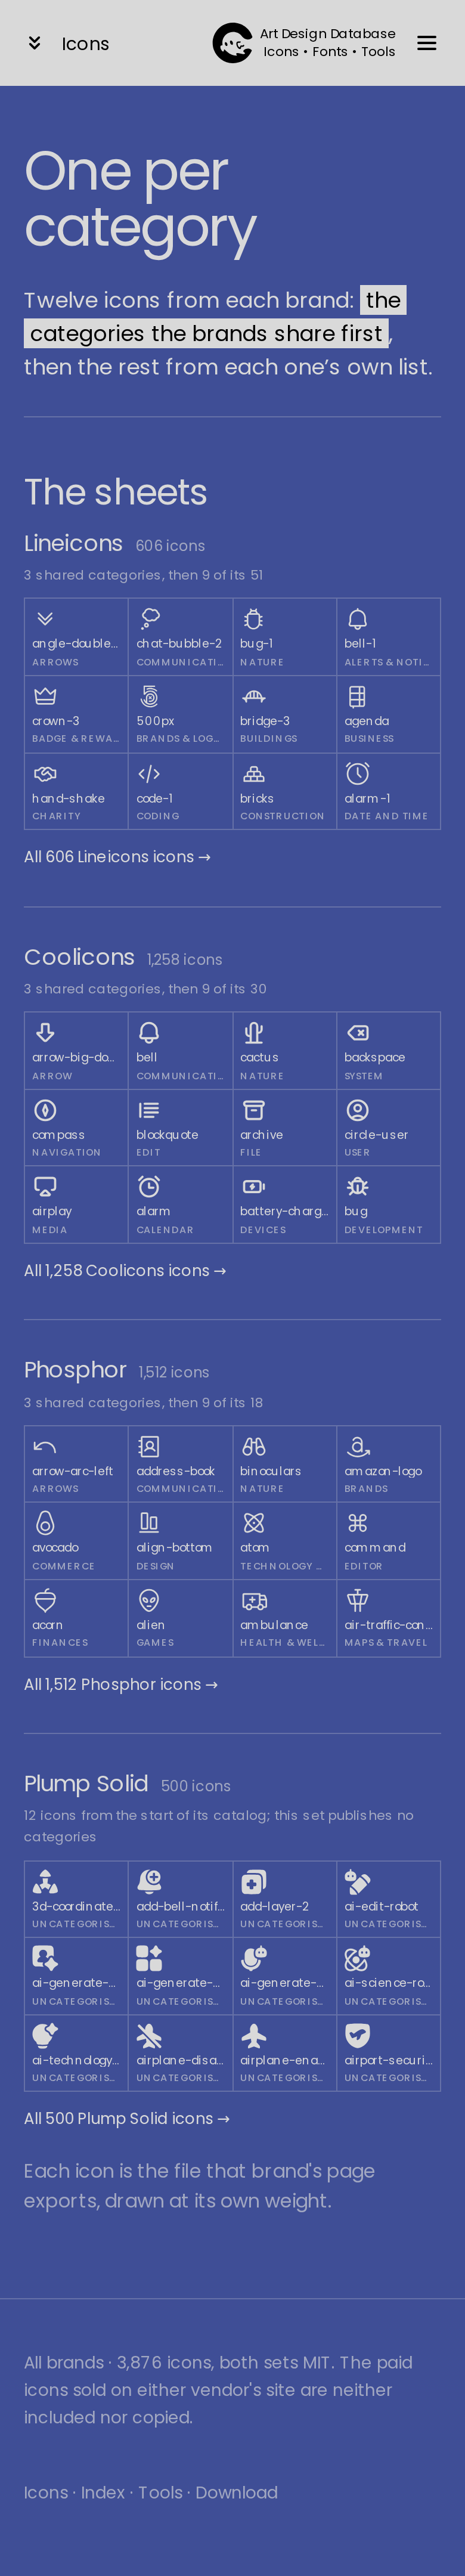 Icons
Art Design Database
Icons • Fonts • Tools
One per
category
Twelve icons from each brand: the
categories the brands share first,
then the rest from each one’s own list.
The sheets
Lineicons 606 icons
3 shared categories, then 9 of its 51
angle-double… chat-bubble-2 bug-1 bell-1
ARROWS COMMUNICATI… NATURE ALERTS & NOTI…
crown-3 500px bridge-3 agenda
BADGE & REWA… BRANDS & LOG… BUILDINGS BUSINESS
hand-shake code-1 bricks alarm-1
CHARITY CODING CONSTRUCTION DATE AND TIME
All 606 Lineicons icons →
Coolicons 1,258 icons
3 shared categories, then 9 of its 30
arrow-big-do… bell cactus backspace
ARROW COMMUNICATI… NATURE SYSTEM
compass blockquote archive circle-user
NAVIGATION EDIT FILE USER
airplay alarm battery-charg… bug
MEDIA CALENDAR DEVICES DEVELOPMENT
All 1,258 Coolicons icons →
Phosphor 1,512 icons
3 shared categories, then 9 of its 18
arrow-arc-left address-book binoculars amazon-logo
ARROWS COMMUNICATI… NATURE BRANDS
avocado align-bottom atom command
COMMERCE DESIGN TECHNOLOGY … EDITOR
acorn alien ambulance air-traffic-con…
FINANCES GAMES HEALTH & WEL… MAPS & TRAVEL
All 1,512 Phosphor icons →
Plump Solid 500 icons
12 icons from the start of its catalog; this set publishes no
categories
3d-coordinate… add-bell-notif… add-layer-2 ai-edit-robot
UNCATEGORIS… UNCATEGORIS… UNCATEGORIS… UNCATEGORIS…
ai-generate-… ai-generate-… ai-generate-… ai-science-ro…
UNCATEGORIS… UNCATEGORIS… UNCATEGORIS… UNCATEGORIS…
ai-technology… airplane-disa… airplane-ena… airport-securi…
UNCATEGORIS… UNCATEGORIS… UNCATEGORIS… UNCATEGORIS…
All 500 Plump Solid icons →
Each icon is the file that brand's page
exports, drawn at its own weight.
All brands · 3,876 icons, both sets MIT. The paid
icons sold on either vendor's site are neither
included nor copied.
Icons · Index · Tools · Download